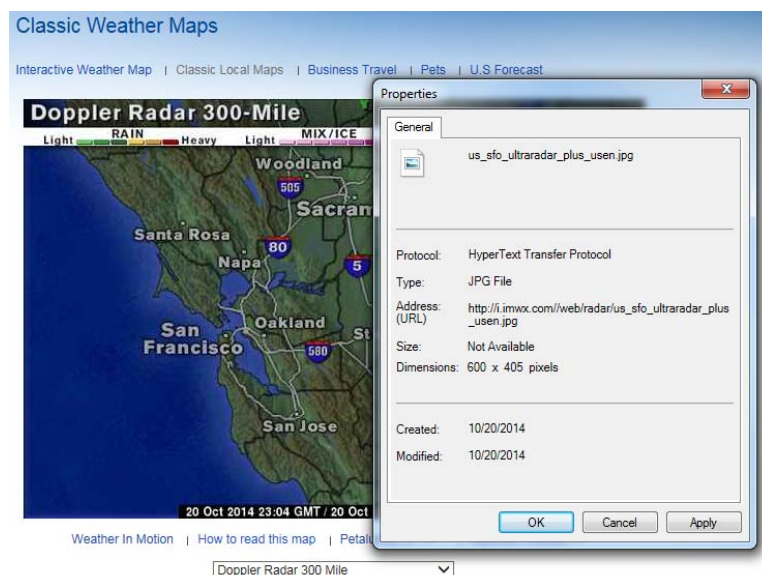 Classic Weather Maps
Interactive Weather Map | Classic Local Maps | Business Travel | Pets | U.S Forecast
Doppler Radar 300-Mile
Light RAIN Heavy Light MIX/ICE
Woodland
505
Sacram
Santa Rosa
80
Napa
5
San Francisco
Oakland
St
580
San Jose
20 Oct 2014 23:04 GMT / 20 Oct
Weather In Motion | How to read this map | Petalu
Doppler Radar 300 Mile
Properties
General
us_sfo_ultraradar_plus_usen.jpg
Protocol: HyperText Transfer Protocol
Type: JPG File
Address: (URL) http://i.imwx.com//web/radar/us_sfo_ultraradar_plus
_usen.jpg
Size: Not Available
Dimensions: 600 x 405 pixels
Created: 10/20/2014
Modified: 10/20/2014
OK Cancel Apply